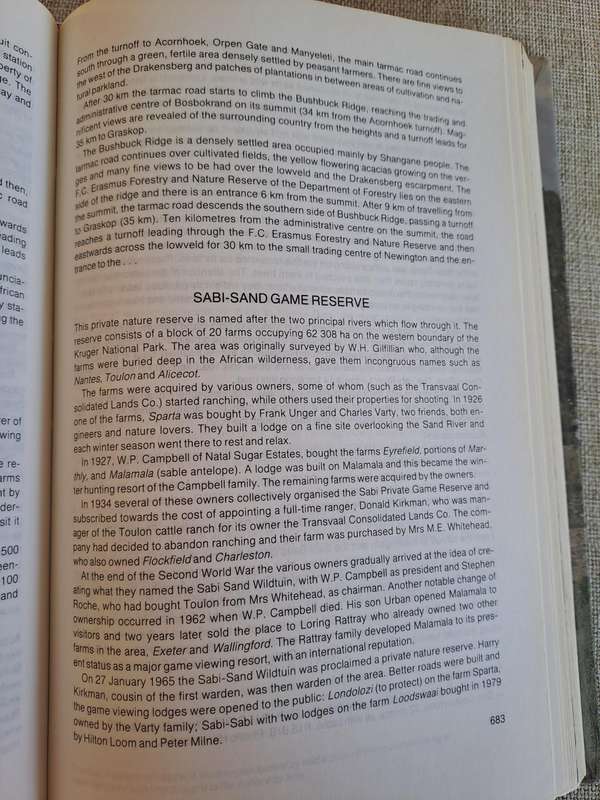 uit con-
station
perty of
e. The
ay and
d then,
c road
wards
eading
leads
uncia-
frican
y sta-
ng the
er of
wing
e re-
arms
t by
der-
sit it
500
een-
100
and
From the turnoff to Acornhoek, Orpen Gate and Manyeleti, the main tarmac road continues
south through a green, fertile area densely settled by peasant farmers. There are fine views to
the west of the Drakensberg and patches of plantations in between areas of cultivation and na-
tural parkland.
After 30 km the tarmac road starts to climb the Bushbuck Ridge, reaching the trading and
administrative centre of Bosbokrand on its summit (34 km from the Acornhoek turnoff). Mag-
nificent views are revealed of the surrounding country from the heights and a turnoff leads for
35 km to Graskop.
The Bushbuck Ridge is a densely settled area occupied mainly by Shangane people. The
tarmac road continues over cultivated fields, the yellow flowering acacias growing on the ver-
ges and many fine views to be had over the lowveld and the Drakensberg escarpment. The
F.C. Erasmus Forestry and Nature Reserve of the Department of Forestry lies on the eastern
side of the ridge and there is an entrance 6 km from the summit. After 9 km of travelling from
the summit, the tarmac road descends the southern side of Bushbuck Ridge, passing a turnoff
to Graskop (35 km). Ten kilometres from the administrative centre on the summit, the road
reaches a turnoff leading through the F.C. Erasmus Forestry and Nature Reserve and then
eastwards across the lowveld for 30 km to the small trading centre of Newington and the en-
trance to the . . .
SABI-SAND GAME RESERVE
This private nature reserve is named after the two principal rivers which flow through it. The
reserve consists of a block of 20 farms occupying 62 308 ha on the western boundary of the
Kruger National Park. The area was originally surveyed by W.H. Gilfillian who, although the
farms were buried deep in the African wilderness, gave them incongruous names such as
Nantes, Toulon and Alicecot.
The farms were acquired by various owners, some of whom (such as the Transvaal Con-
solidated Lands Co.) started ranching, while others used their properties for shooting. In 1926
one of the farms, Sparta was bought by Frank Unger and Charles Varty, two friends, both en-
gineers and nature lovers. They built a lodge on a fine site overlooking the Sand River and
each winter season went there to rest and relax.
In 1927, W.P. Campbell of Natal Sugar Estates, bought the farms Eyrefield, portions of Mar-
thly, and Malamala (sable antelope). A lodge was built on Malamala and this became the win-
ter hunting resort of the Campbell family. The remaining farms were acquired by the owners.
In 1934 several of these owners collectively organised the Sabi Private Game Reserve and
subscribed towards the cost of appointing a full-time ranger, Donald Kirkman, who was man-
ager of the Toulon cattle ranch for its owner the Transvaal Consolidated Lands Co. The com-
pany had decided to abandon ranching and their farm was purchased by Mrs M.E. Whitehead,
who also owned Flockfield and Charleston.
At the end of the Second World War the various owners gradually arrived at the idea of cre-
ating what they named the Sabi Sand Wildtuin, with W.P. Campbell as president and Stephen
Roche, who had bought Toulon from Mrs Whitehead, as chairman. Another notable change of
ownership occurred in 1962 when W.P. Campbell died. His son Urban opened Malamala to
visitors and two years later sold the place to Loring Rattray who already owned two other
farms in the area, Exeter and Wallingford. The Rattray family developed Malamala to its pres-
ent status as a major game viewing resort, with an international reputation.
On 27 January 1965 the Sabi-Sand Wildtuin was proclaimed a private nature reserve. Harry
Kirkman, cousin of the first warden, was then warden of the area. Better roads were built and
the game viewing lodges were opened to the public: Londolozi (to protect) on the farm Sparta,
owned by the Varty family; Sabi-Sabi with two lodges on the farm Loodswaai bought in 1979
by Hilton Loom and Peter Milne.
683